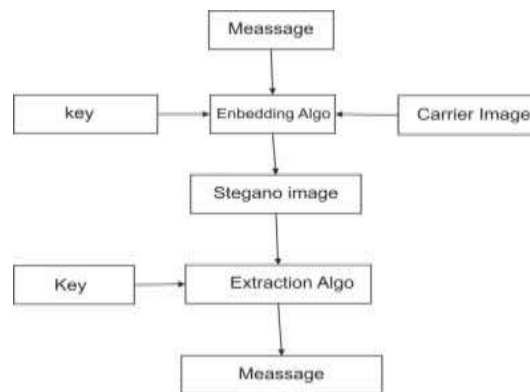 Meassage
key
Enbedding Algo
Carrier Image
Stegano image
Key
Extraction Algo
Meassage